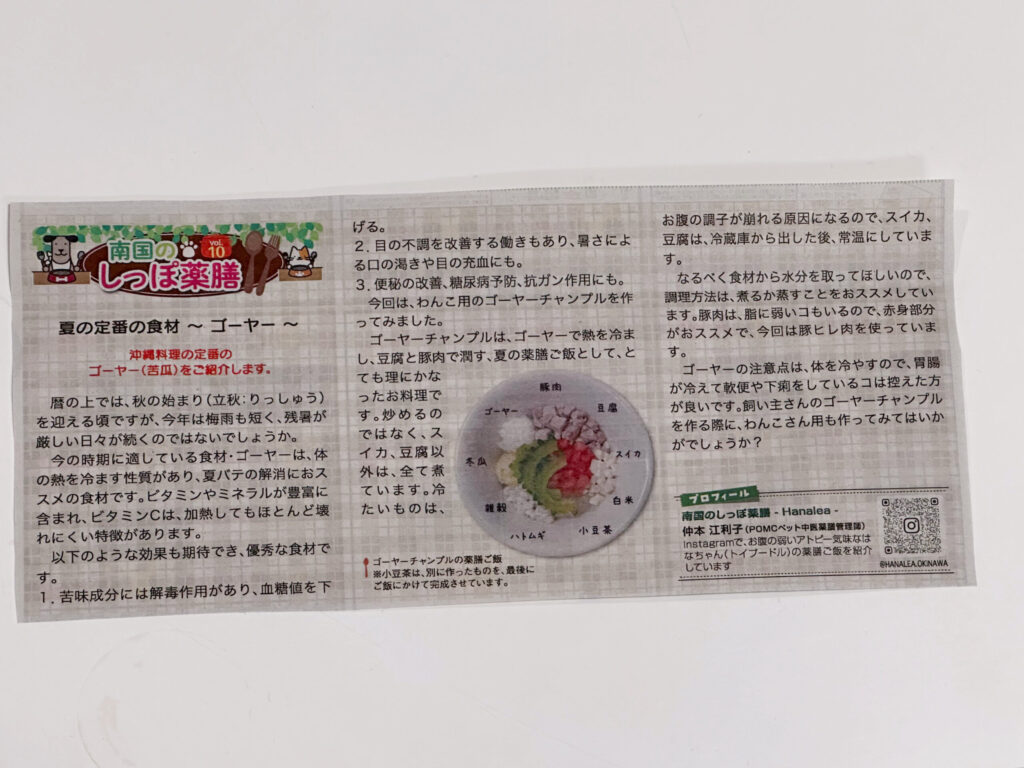 南国の
vol.
10
しっぽ薬膳
夏の定番の食材 ～ ゴーヤー ～
沖縄料理の定番の
ゴーヤー(苦瓜)をご紹介します。
暦の上では、秋の始まり(立秋:りっしゅう)
を迎える頃ですが、今年は梅雨も短く、残暑が
厳しい日々が続くのではないでしょうか。
今の時期に適している食材・ゴーヤーは、体
の熱を冷ます性質があり、夏バテの解消におス
スメの食材です。ビタミンやミネラルが豊富に
含まれ、ビタミンCは、加熱してもほとんど壊
れにくい特徴があります。
以下のような効果も期待でき、優秀な食材で
す。
1. 苦味成分には解毒作用があり、血糖値を下
げる。
2. 目の不調を改善する働きもあり、暑さによ
る口の渇きや目の充血にも。
3. 便秘の改善、糖尿病予防、抗ガン作用にも。
今回は、わんこ用のゴーヤーチャンプルを作
ってみました。
ゴーヤーチャンプルは、ゴーヤーで熱を冷ま
し、豆腐と豚肉で潤す、夏の薬膳ご飯として、と
ても理にかな
ったお料理で
す。炒めるの
ではなく、ス
イカ、豆腐以
外は、全て煮
ています。冷
たいものは、
豚肉
ゴーヤー
豆腐
スイカ
冬瓜
白米
雑穀
小豆茶
ハトムギ
ゴーヤーチャンプルの薬膳ご飯
※小豆茶は、別に作ったものを、最後に
ご飯にかけて完成させています。
お腹の調子が崩れる原因になるので、スイカ、
豆腐は、冷蔵庫から出した後、常温にしていま
す。
なるべく食材から水分を取ってほしいので、
調理方法は、煮るか蒸すことをおススメしてい
ます。豚肉は、脂に弱いコもいるので、赤身部分
がおススメで、今回は豚ヒレ肉を使っていま
す。
ゴーヤーの注意点は、体を冷やすので、胃腸
が冷えて軟便や下痢をしているコは控えた方
が良いです。飼い主さんのゴーヤーチャンプル
を作る際に、わんこさん用も作ってみてはいか
がでしょうか？
プロフィール
南国のしっぽ薬膳 - Hanalea -
仲本 江利子(POMCペット中医薬膳管理師)
Instagramで、お腹の弱いアトピー気味なは
なちゃん(トイプードル)の薬膳ご飯を紹介
しています
@HANALEA.OKINAWA